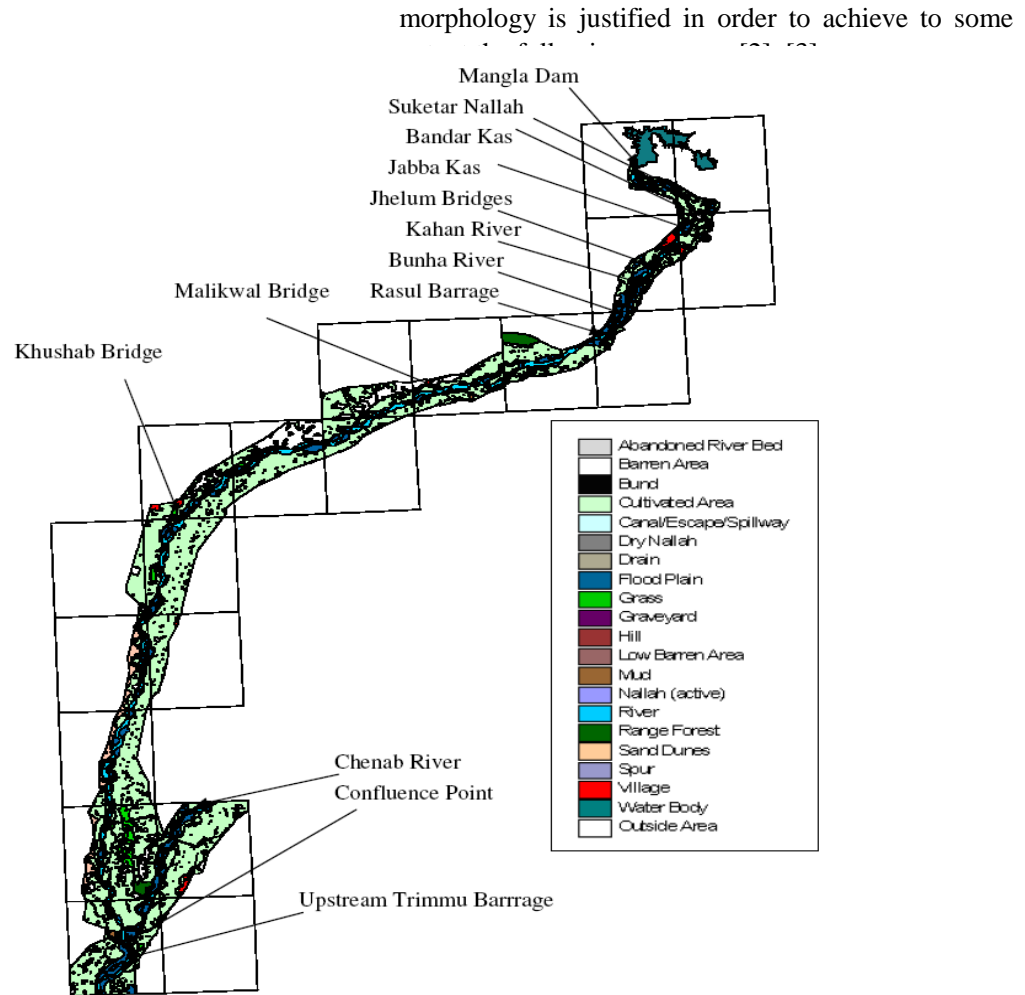 morphology is justified in order to achieve to some
Mangla Dam
Suketar Nallah
Bandar Kas
Jabba Kas
Jhelum Bridges
Kahan River
Bunha River
Rasul Barrage
Malikwal Bridge
Khushab Bridge
Abandoned River Bed
Barren Area
Bund
Cultivated Area
Canal/Escape/Spillway
Dry Nallah
Drain
Flood Plain
Grass
Graveyard
Hill
Low Barren Area
Mud
Nallah (active)
River
Range Forest
Sand Dunes
Spur
Village
Water Body
Outside Area
Chenab River
Confluence Point
Upstream Trimmu Barrrage